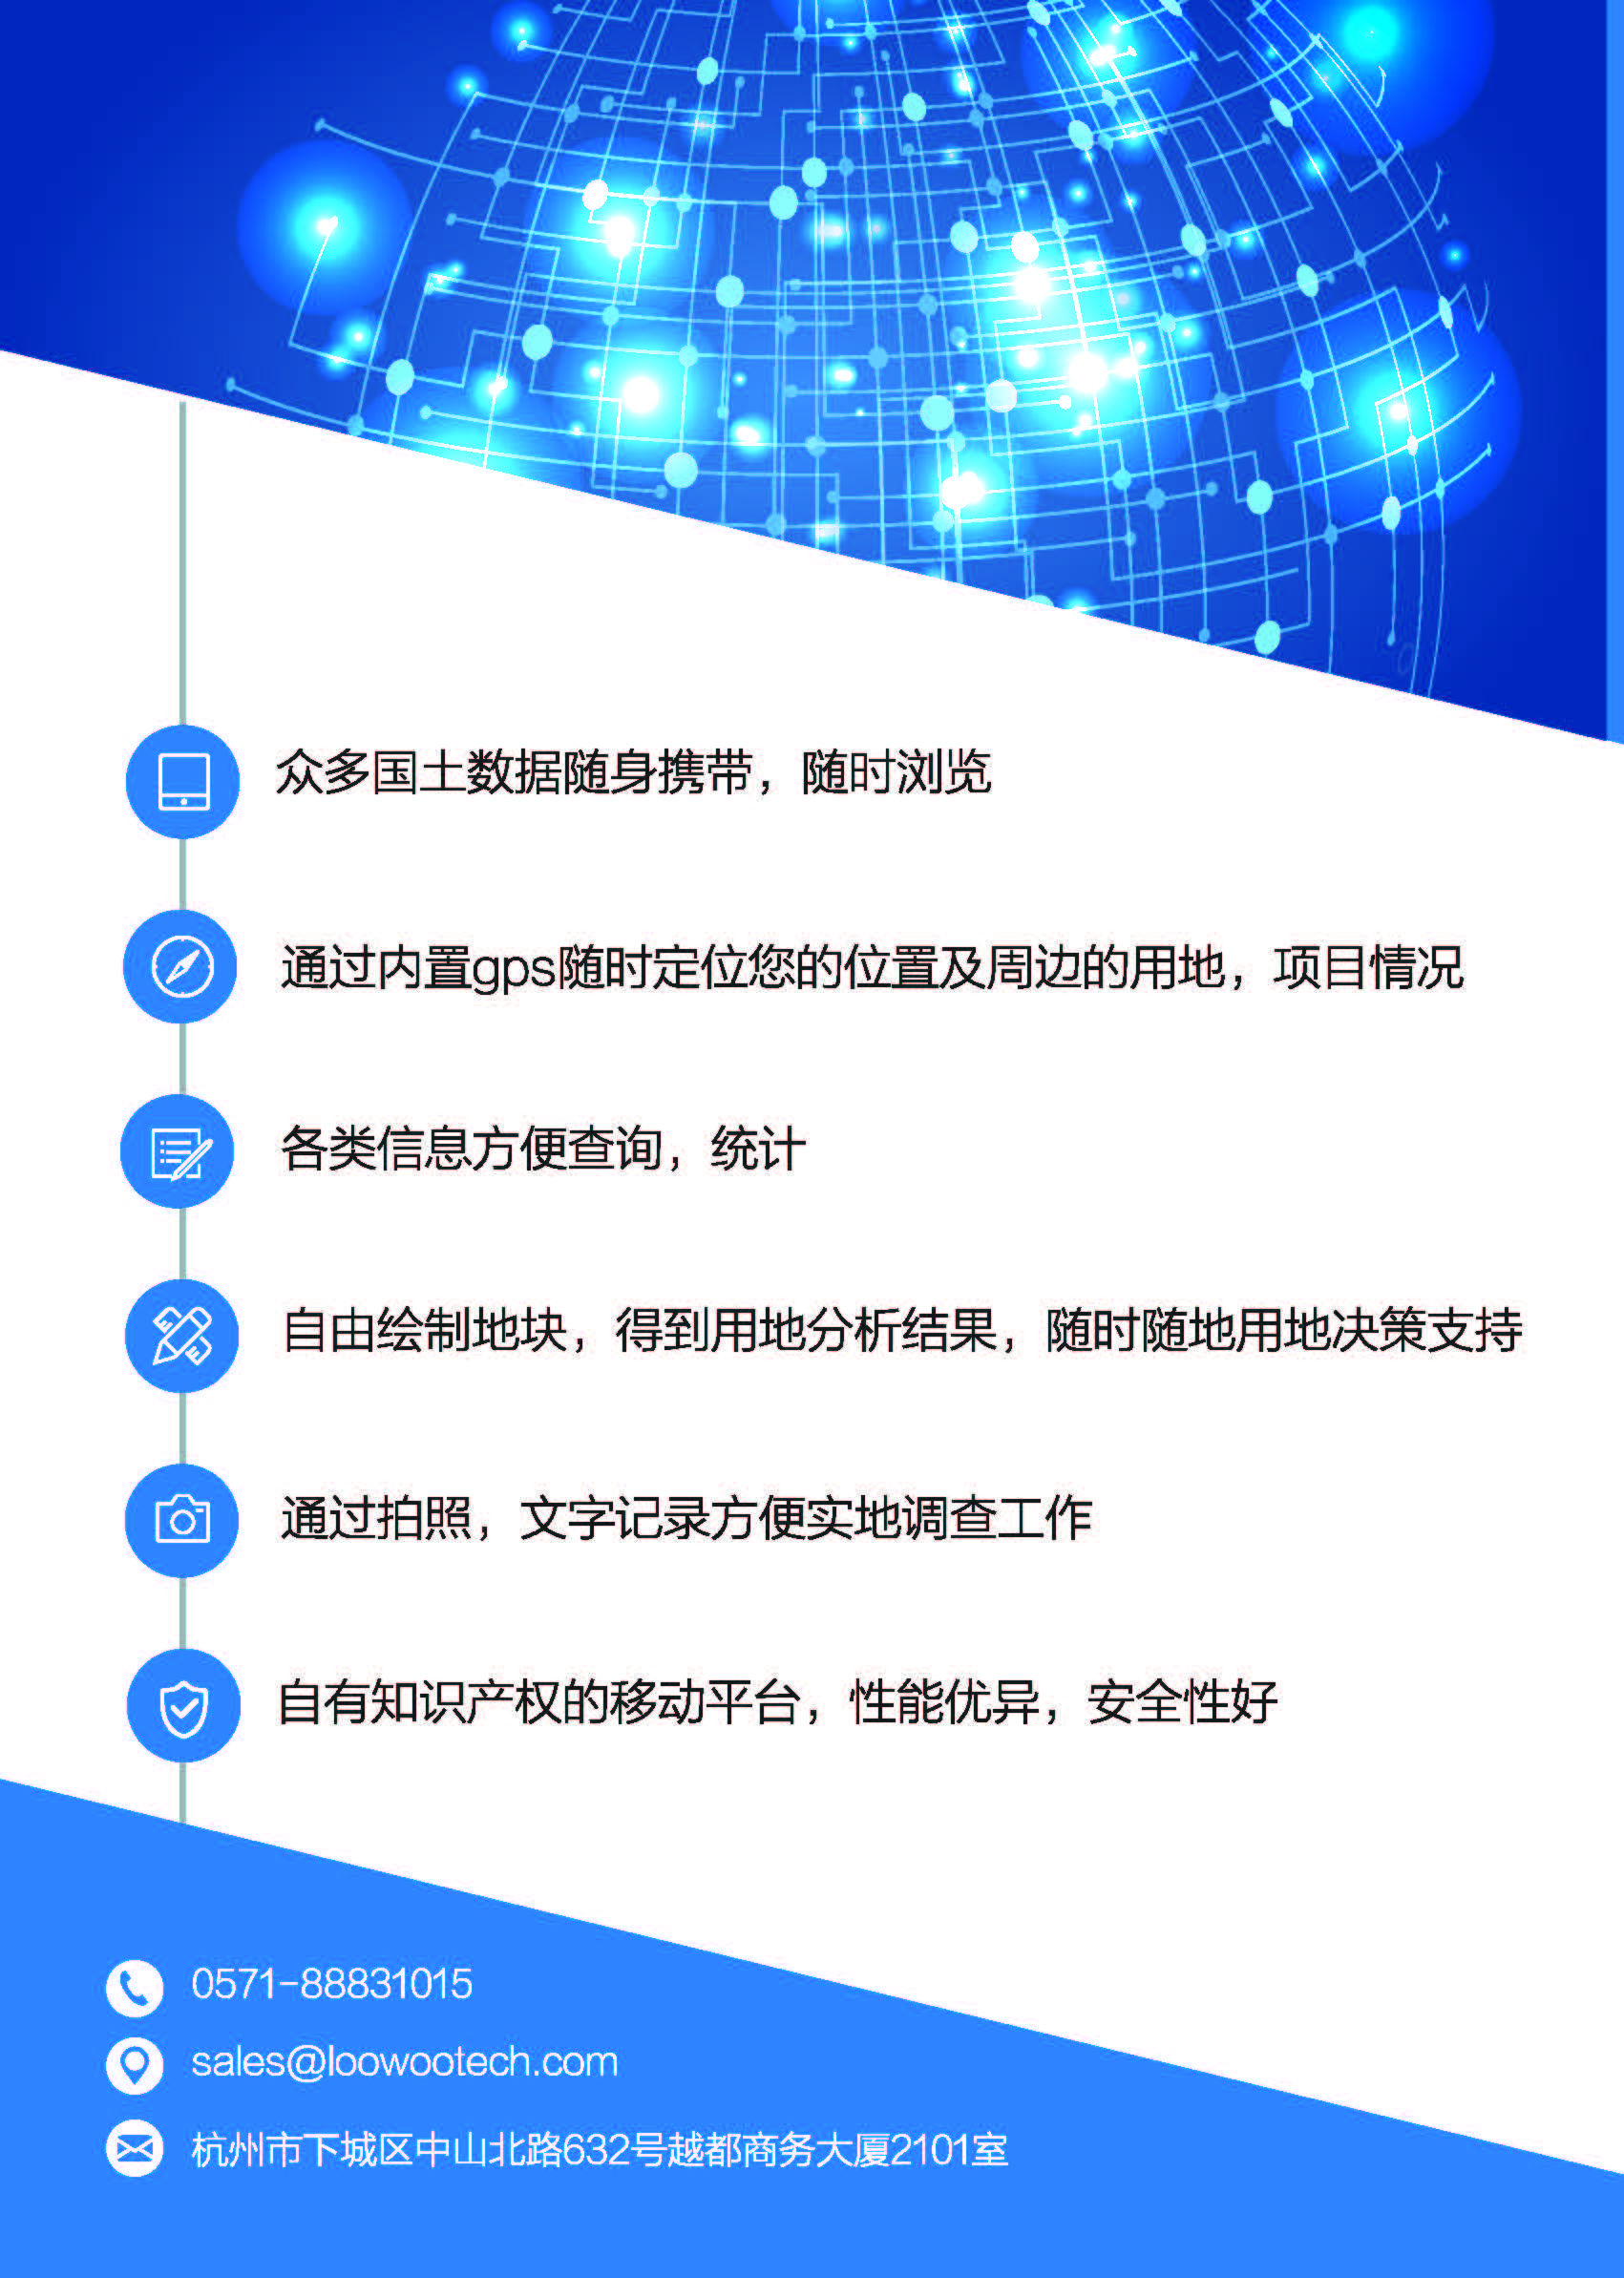 众多国土数据随身携带，随时浏览
通过内置gps随时定位您的位置及周边的用地，项目情况
各类信息方便查询，统计
自由绘制地块，得到用地分析结果，随时随地用地决策支持
通过拍照，文字记录方便实地调查工作
自有知识产权的移动平台，性能优异，安全性好
0571-88831015
sales@loowootech.com
杭州市下城区中山北路632号越都商务大厦2101室